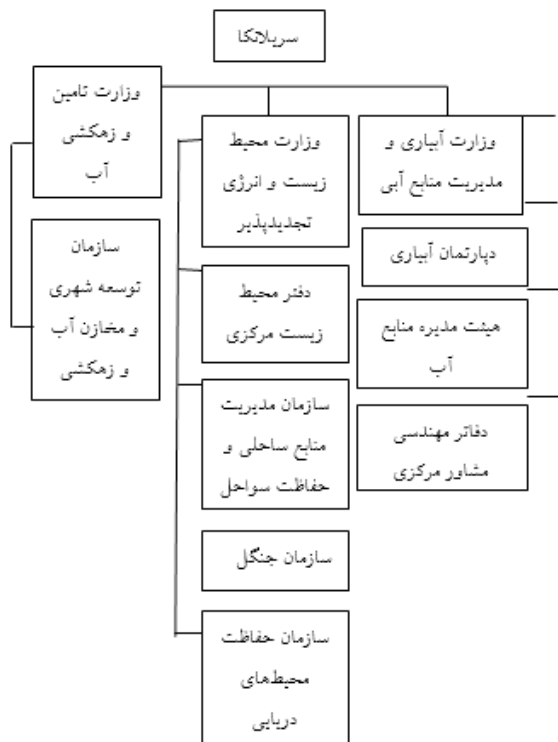 سریلانکا
وزارت آبیاری و
مدیریت منابع آبی
دپارتمان آبیاری
هیئت مدیره منابع
آب
دفاتر مهندسی
مشاور مرکزی
وزارت محیط
زیست و انرژی
تجدیدپذیر
دفتر محیط
زیست مرکزی
سازمان مدیریت
منابع ساحلی و
حفاظت سواحل
سازمان جنگل
سازمان حفاظت
محیط‌های
دریایی
وزارت تامین
و زهکشی
آب
سازمان
توسعه شهری
و مخازن آب
و زهکشی